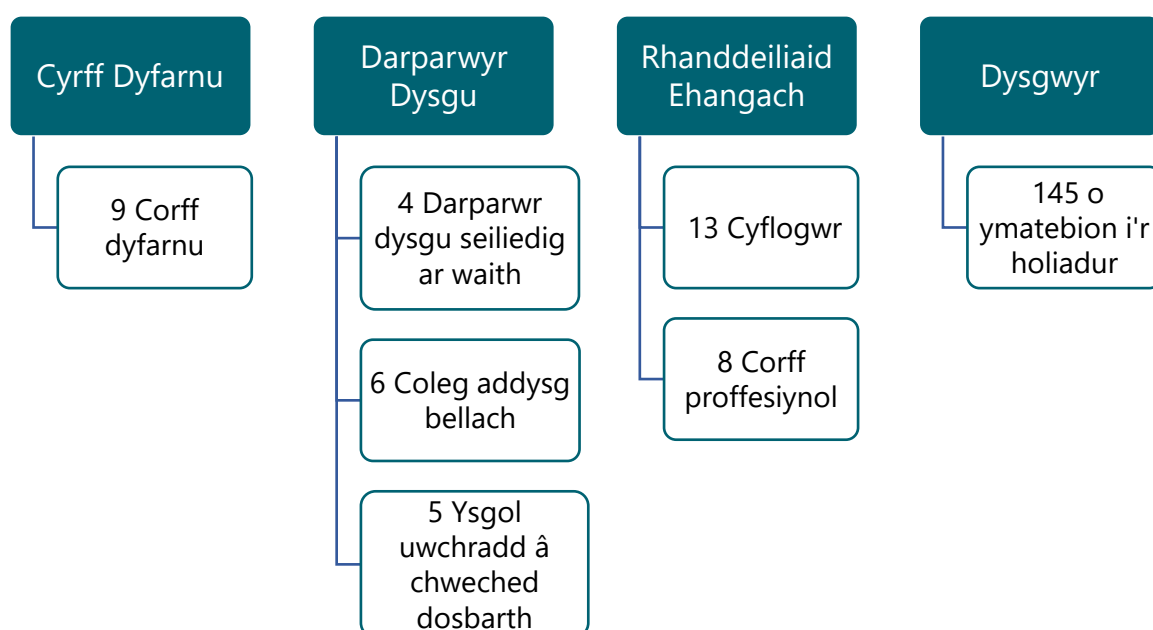 Cyrff Dyfarnu
9 Corff
dyfarnu
Darparwyr
Dysgu
4 Darparwr
dysgu seiliedig
ar waith
6 Coleg addysg
bellach
5 Ysgol
uwchradd â
chweched
dosbarth
Rhanddeiliaid
Ehangach
13 Cyflogwr
8 Corff
proffesiynol
Dysgwyr
145 o
ymatebion i'r
holiadur